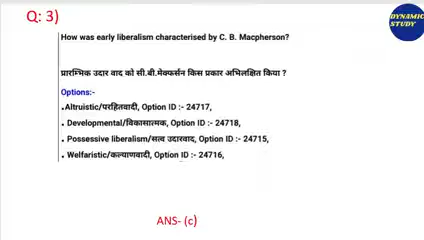 Q: 3)
DYNAMIC
STUDY
How was early liberalism characterised by C. B. Macpherson?
प्रारम्भिक उदार वाद को सी.बी.मेक्फर्सन किस प्रकार अभिलक्षित किया ?
Options:-
.Altruistic/परहितवादी, Option ID :- 24717,
. Developmental/विकासात्मक, Option ID :- 24718,
. Possessive liberalism/सत्व उदारवाद, Option ID :- 24715,
. Welfaristic/कल्याणवादी, Option ID :- 24716,
ANS- (c)